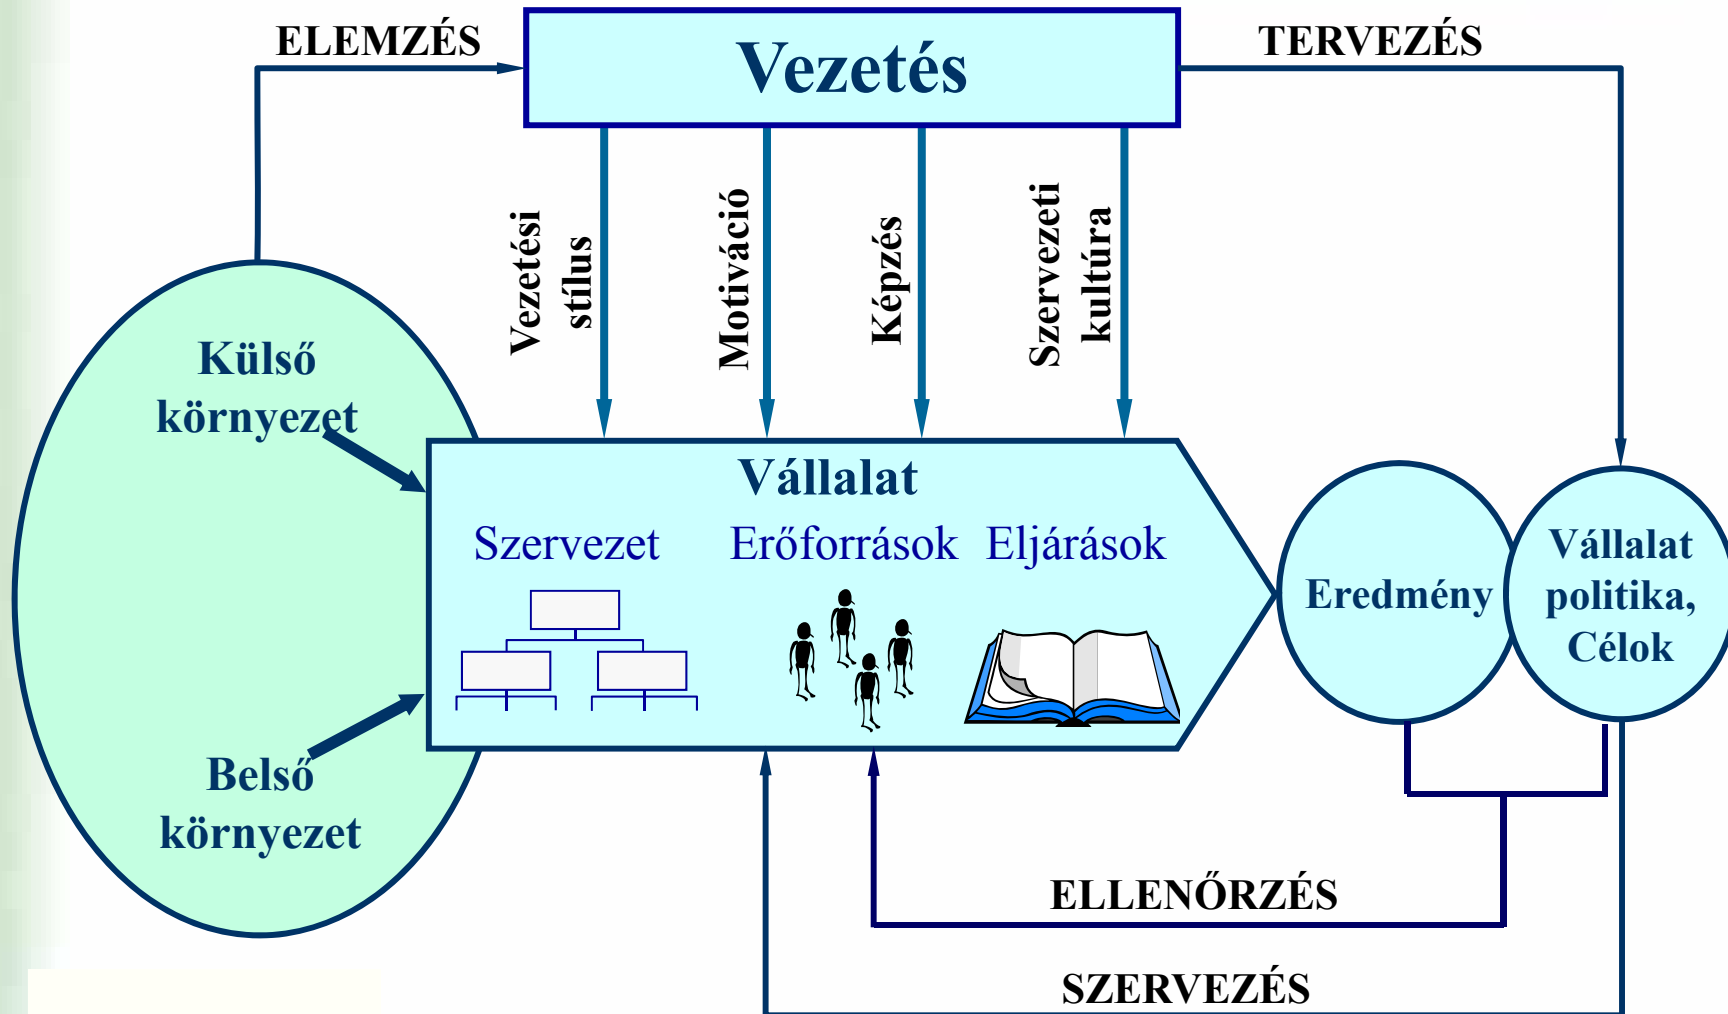 ELEMZÉS
Vezetés
TERVEZÉS
Vezetési
stílus
Motiváció
Képzés
Szervezeti
kultúra
Külső
környezet
Belső
környezet
Vállalat
Szervezet
Erőforrások
Eljárások
Eredmény
Vállalat
politika,
Célok
ELLENŐRZÉS
SZERVEZÉS